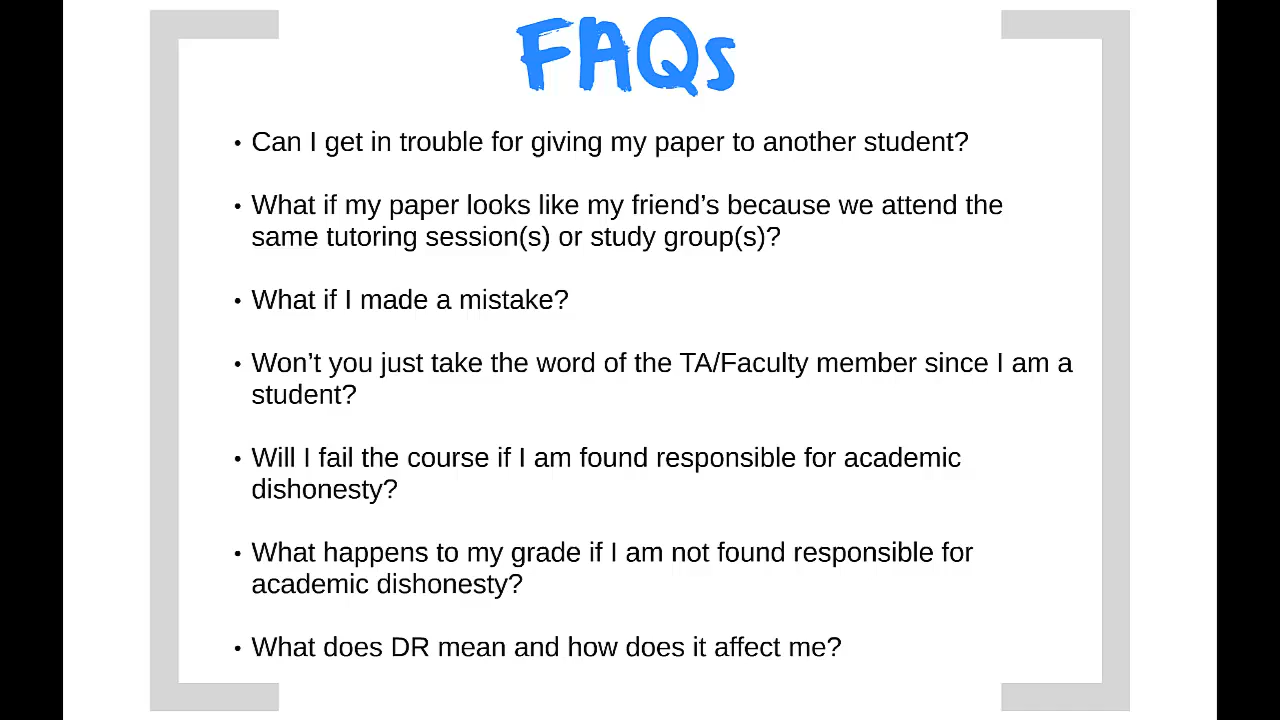 FAQs
• Can I get in trouble for giving my paper to another student?
• What if my paper looks like my friend’s because we attend the
same tutoring session(s) or study group(s)?
• What if I made a mistake?
• Won’t you just take the word of the TA/Faculty member since I am a
student?
• Will I fail the course if I am found responsible for academic
dishonesty?
• What happens to my grade if I am not found responsible for
academic dishonesty?
• What does DR mean and how does it affect me?